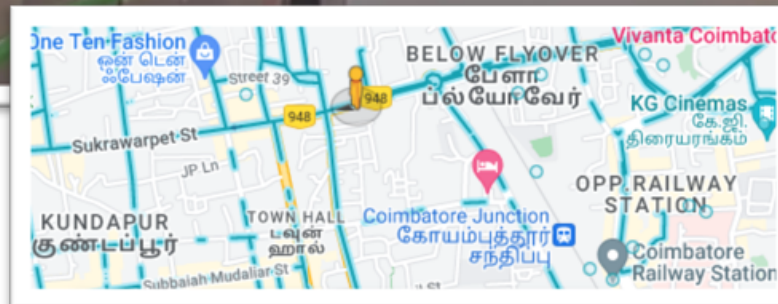 One Ten Fashion
ஒன் டென்
ஃபேஷன்
Street 39
948
948
BELOW FLYOVER
பேளா
ப்ல்யோவேர்
Vivanta Coimbato
KG Cinemas
கே.ஜி.
திரையரங்கம்
Sukrawarpet St
JP Ln
KUNDAPUR
குண்டப்பூர்
TOWN HALL
டவுன்
ஹால்
Coimbatore Junction
கோயம்புத்தூர்
சந்திப்பு
OPP.RAILWAY
STATION
Coimbatore
Railway Station
Subbaiah Mudaliar St